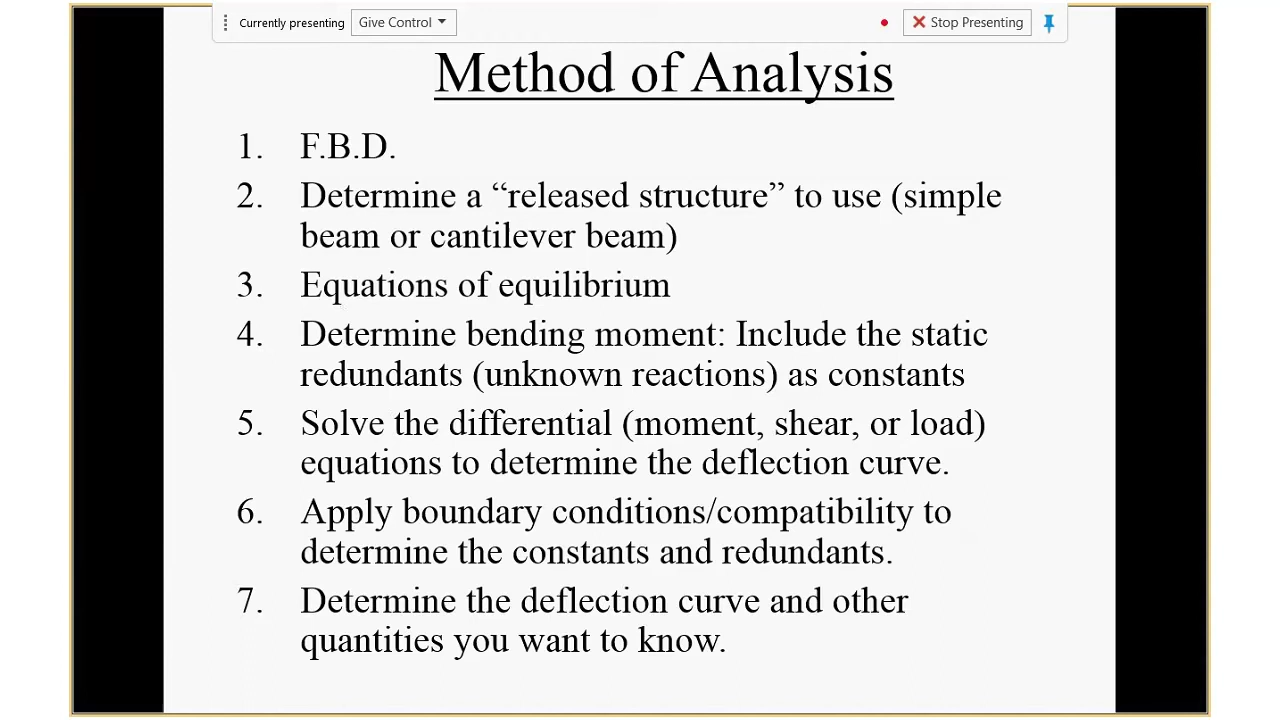 Currently presenting Give Control Stop Presenting
Method of Analysis
1. F.B.D.
2. Determine a “released structure” to use (simple
beam or cantilever beam)
3. Equations of equilibrium
4. Determine bending moment: Include the static
redundants (unknown reactions) as constants
5. Solve the differential (moment, shear, or load)
equations to determine the deflection curve.
6. Apply boundary conditions/compatibility to
determine the constants and redundants.
7. Determine the deflection curve and other
quantities you want to know.